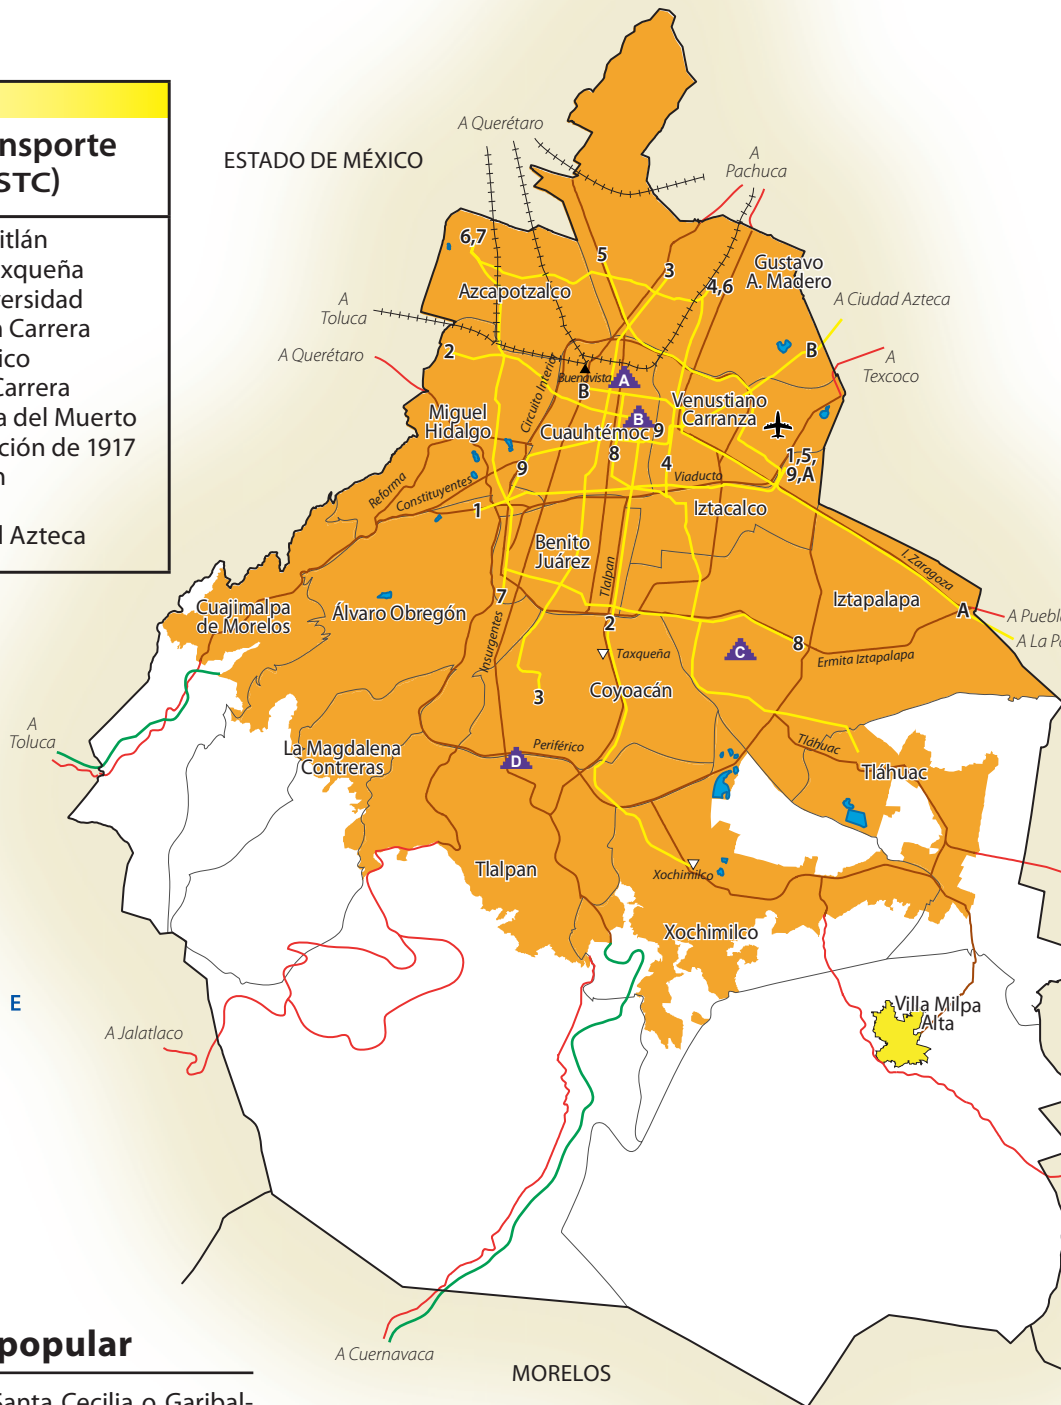 nsporte
STC)
itlán
xqueña
versidad
a Carrera
ico
Carrera
a del Muerto
ción de 1917
n
l Azteca
ESTADO DE MÉXICO
A Querétaro
A
Pachuca
6,7
5
3
4,6
Gustavo
A. Madero
Azcapotzalco
A Ciudad Azteca
A
Toluca
A Querétaro
2
B
A
Texcoco
Buenavista
B
A
Circuito Interior
Miguel
Hidalgo
Cuauhtémoc
B
9
Venustiano
Carranza
8
4
9
1,5,
9,A
Viaducto
Reforma
Constituyentes
1
Iztacalco
Benito
Juárez
Tlalpan
I. Zaragoza
7
Iztapalapa
A
A Puebl
A La P
Cuajimalpa
de Morelos
Álvaro Obregón
2
8
C
Ermita Iztapalapa
Insurgentes
Taxqueña
3
Coyoacán
A
Toluca
La Magdalena
Contreras
Periférico
D
Tláhuac
Tláhuac
Tlalpan
Xochimilco
Xochimilco
E
A Jalatlaco
Villa Milpa
Alta
popular
A Cuernavaca
MORELOS
Santa Cecilia o Garibal-